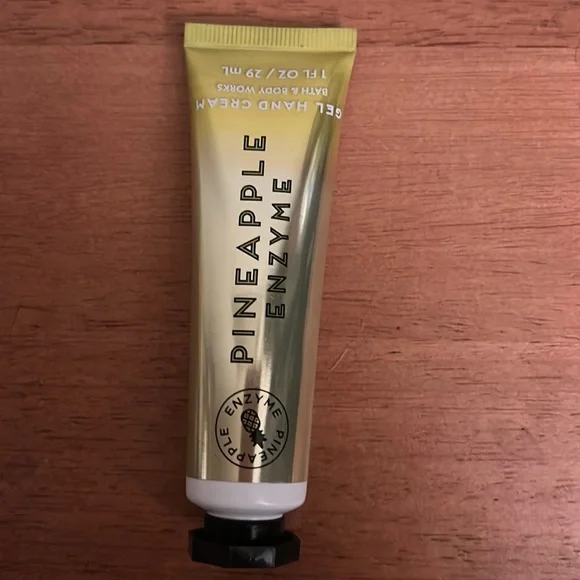 GEL HAND CREAM
BATH & BODY WORKS
1 FL OZ / 29 mL
PINEAPPLE
ENZYME
ENZYME PINEAPPLE